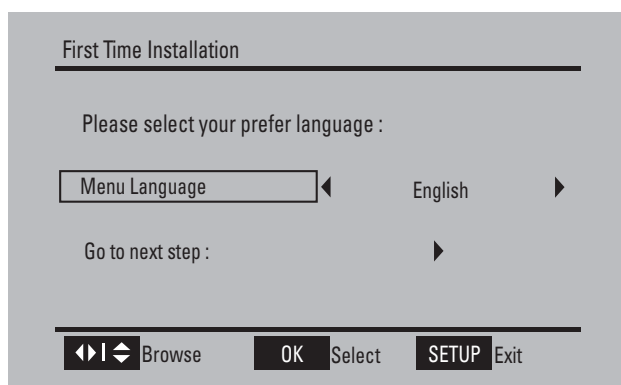 First Time Installation
Please select your prefer language :
Menu Language English
Go to next step :
Browse OK Select SETUP Exit